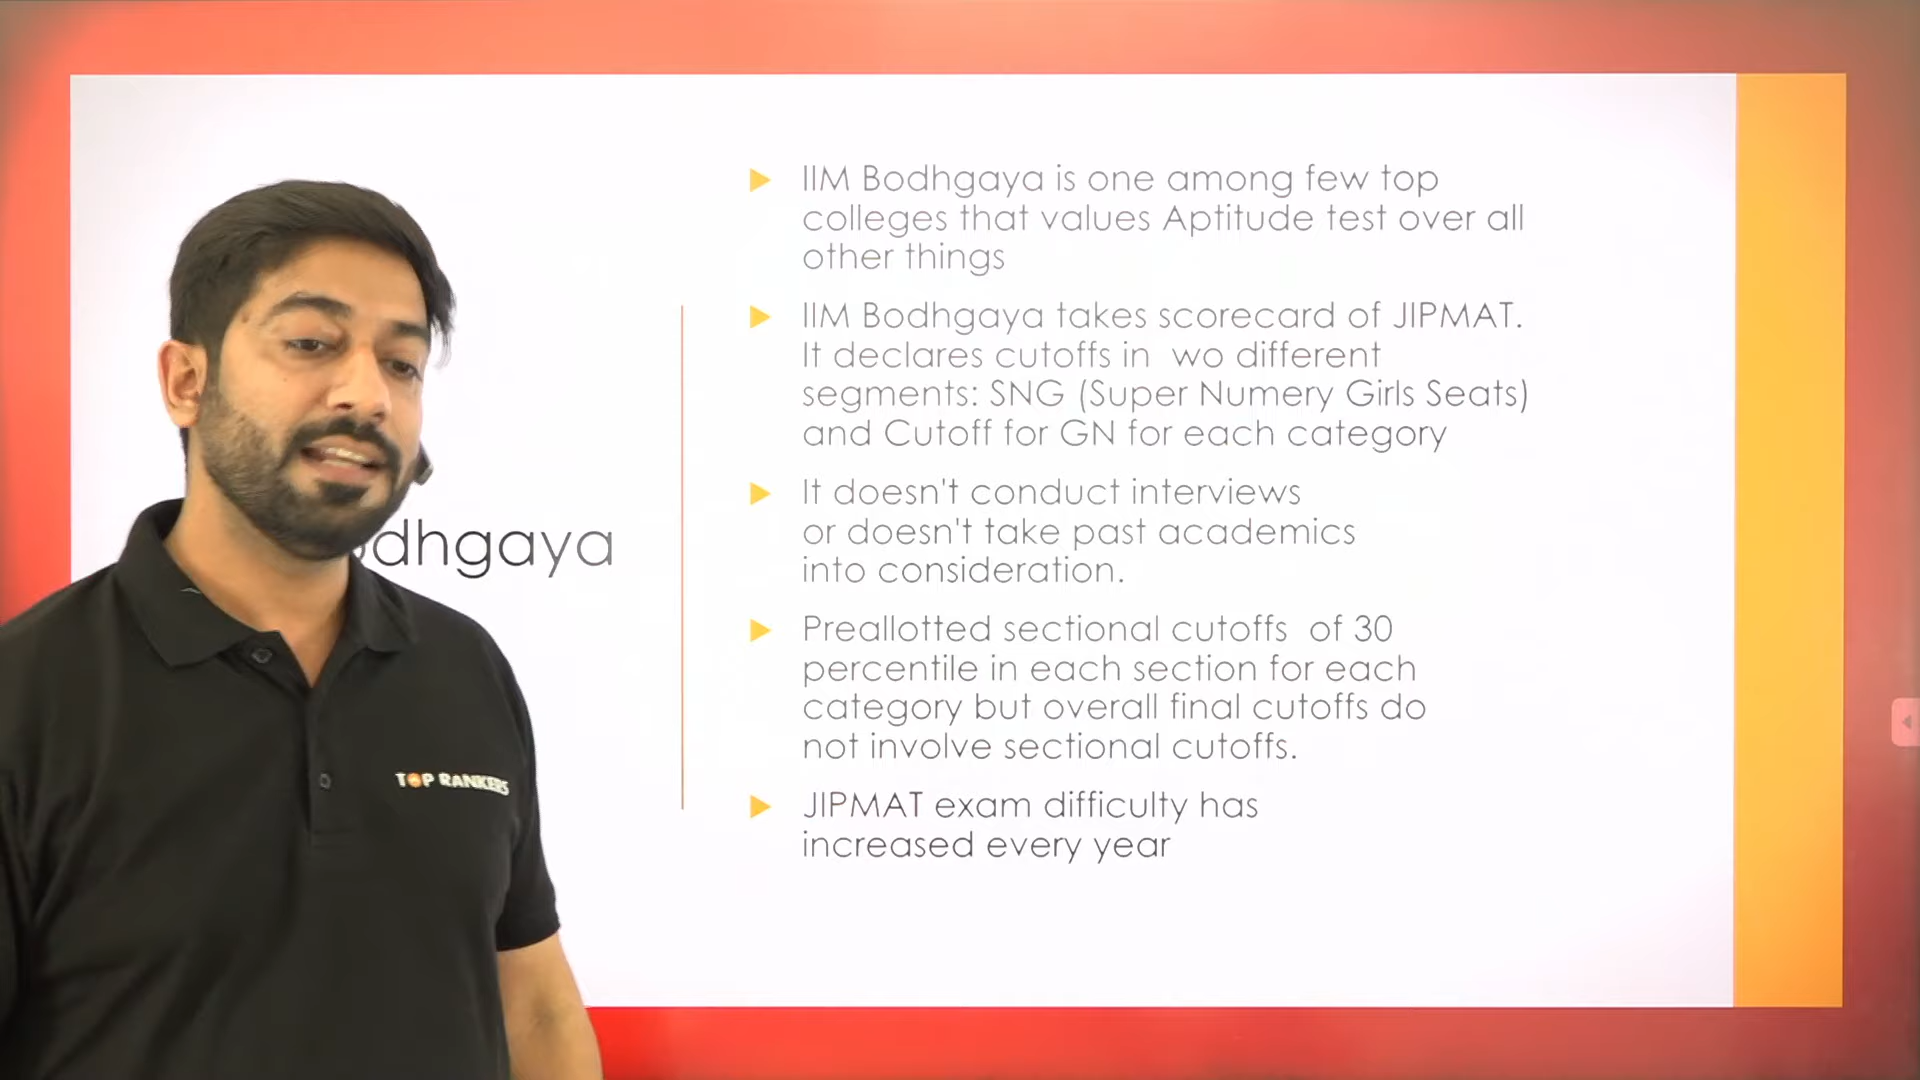 IIM Bodhgaya is one among few top
colleges that values Aptitude test over all
other things
IIM Bodhgaya takes scorecard of JIPMAT.
It declares cutoffs in wo different
segments: SNG (Super Numery Girls Seats)
and Cutoff for GN for each category
It doesn't conduct interviews
or doesn't take past academics
into consideration.
Preallotted sectional cutoffs of 30
percentile in each section for each
category but overall final cutoffs do
not involve sectional cutoffs.
JIPMAT exam difficulty has
increased every year
dhgaya
TOP RANKERS